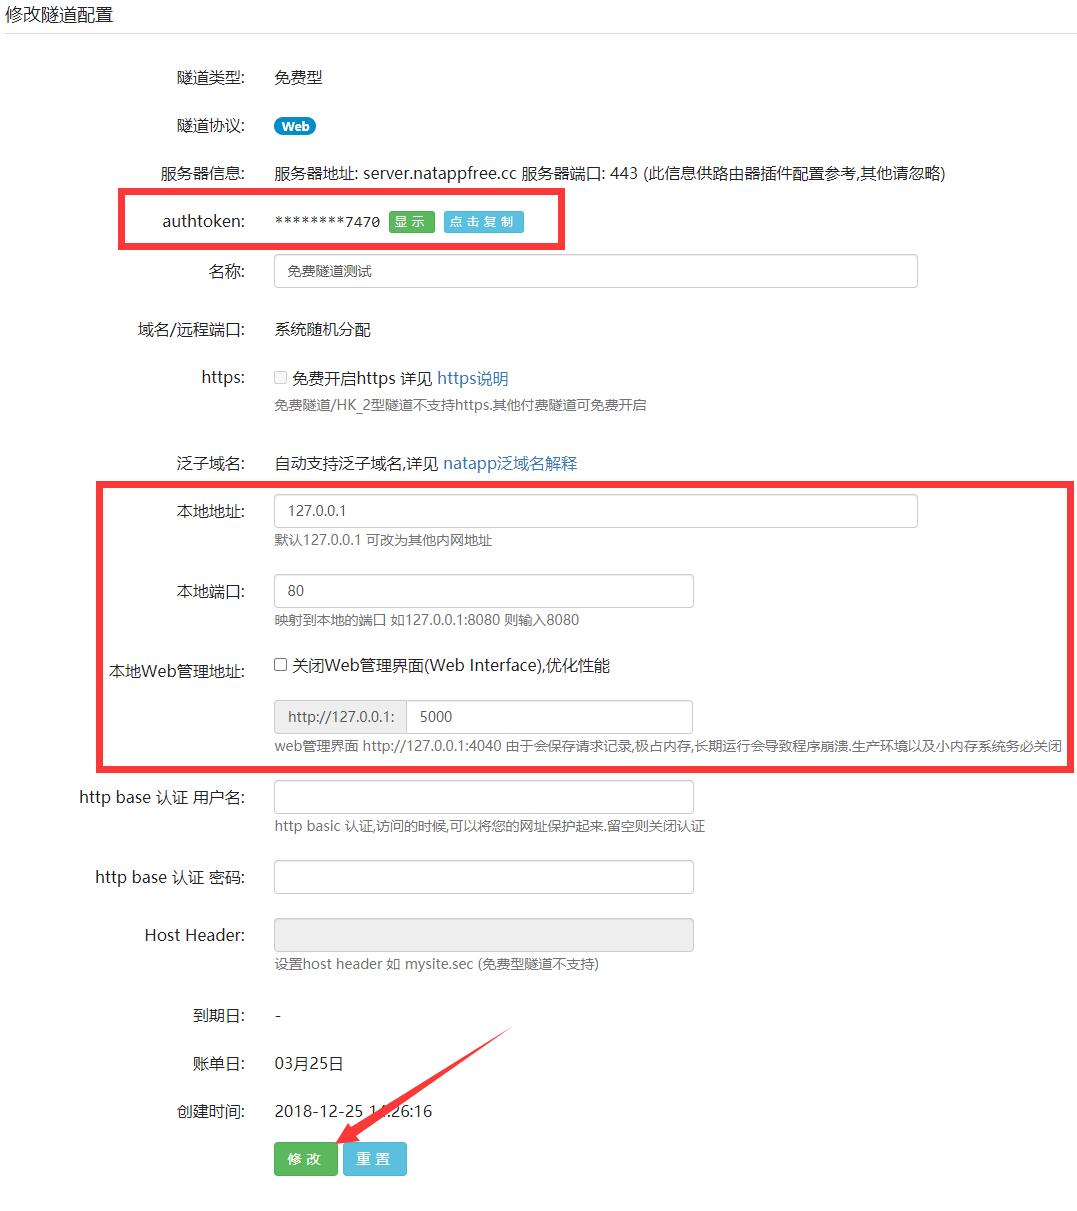 修改隧道配置
隧道类型: 免费型
隧道协议: Web
服务器信息: 服务器地址: server.natappfree.cc 服务器端口: 443 (此信息供路由器插件配置参考,其他请忽略)
authtoken: ********7470 显示 点击复制
名称: 免费隧道测试
域名/远程端口: 系统随机分配
https: 免费开启https 详见 https说明
免费隧道/HK_2型隧道不支持https.其他付费隧道可免费开启
泛子域名: 自动支持泛子域名,详见 natapp泛域名解释
本地地址: 127.0.0.1
默认127.0.0.1 可改为其他内网地址
本地端口: 80
映射到本地的端口 如127.0.0.1:8080 则输入8080
本地Web管理地址: 关闭Web管理界面(Web Interface),优化性能
http://127.0.0.1: 5000
web管理界面 http://127.0.0.1:4040 由于会保存请求记录,极占内存,长期运行会导致程序崩溃.生产环境以及小内存系统务必关闭
http base 认证 用户名:
http basic 认证,访问的时候,可以将您的网址保护起来.留空则关闭认证
http base 认证 密码:
Host Header:
设置host header 如 mysite.sec (免费型隧道不支持)
到期日: -
账单日: 03月25日
创建时间: 2018-12-25 14:26:16
修改 重置